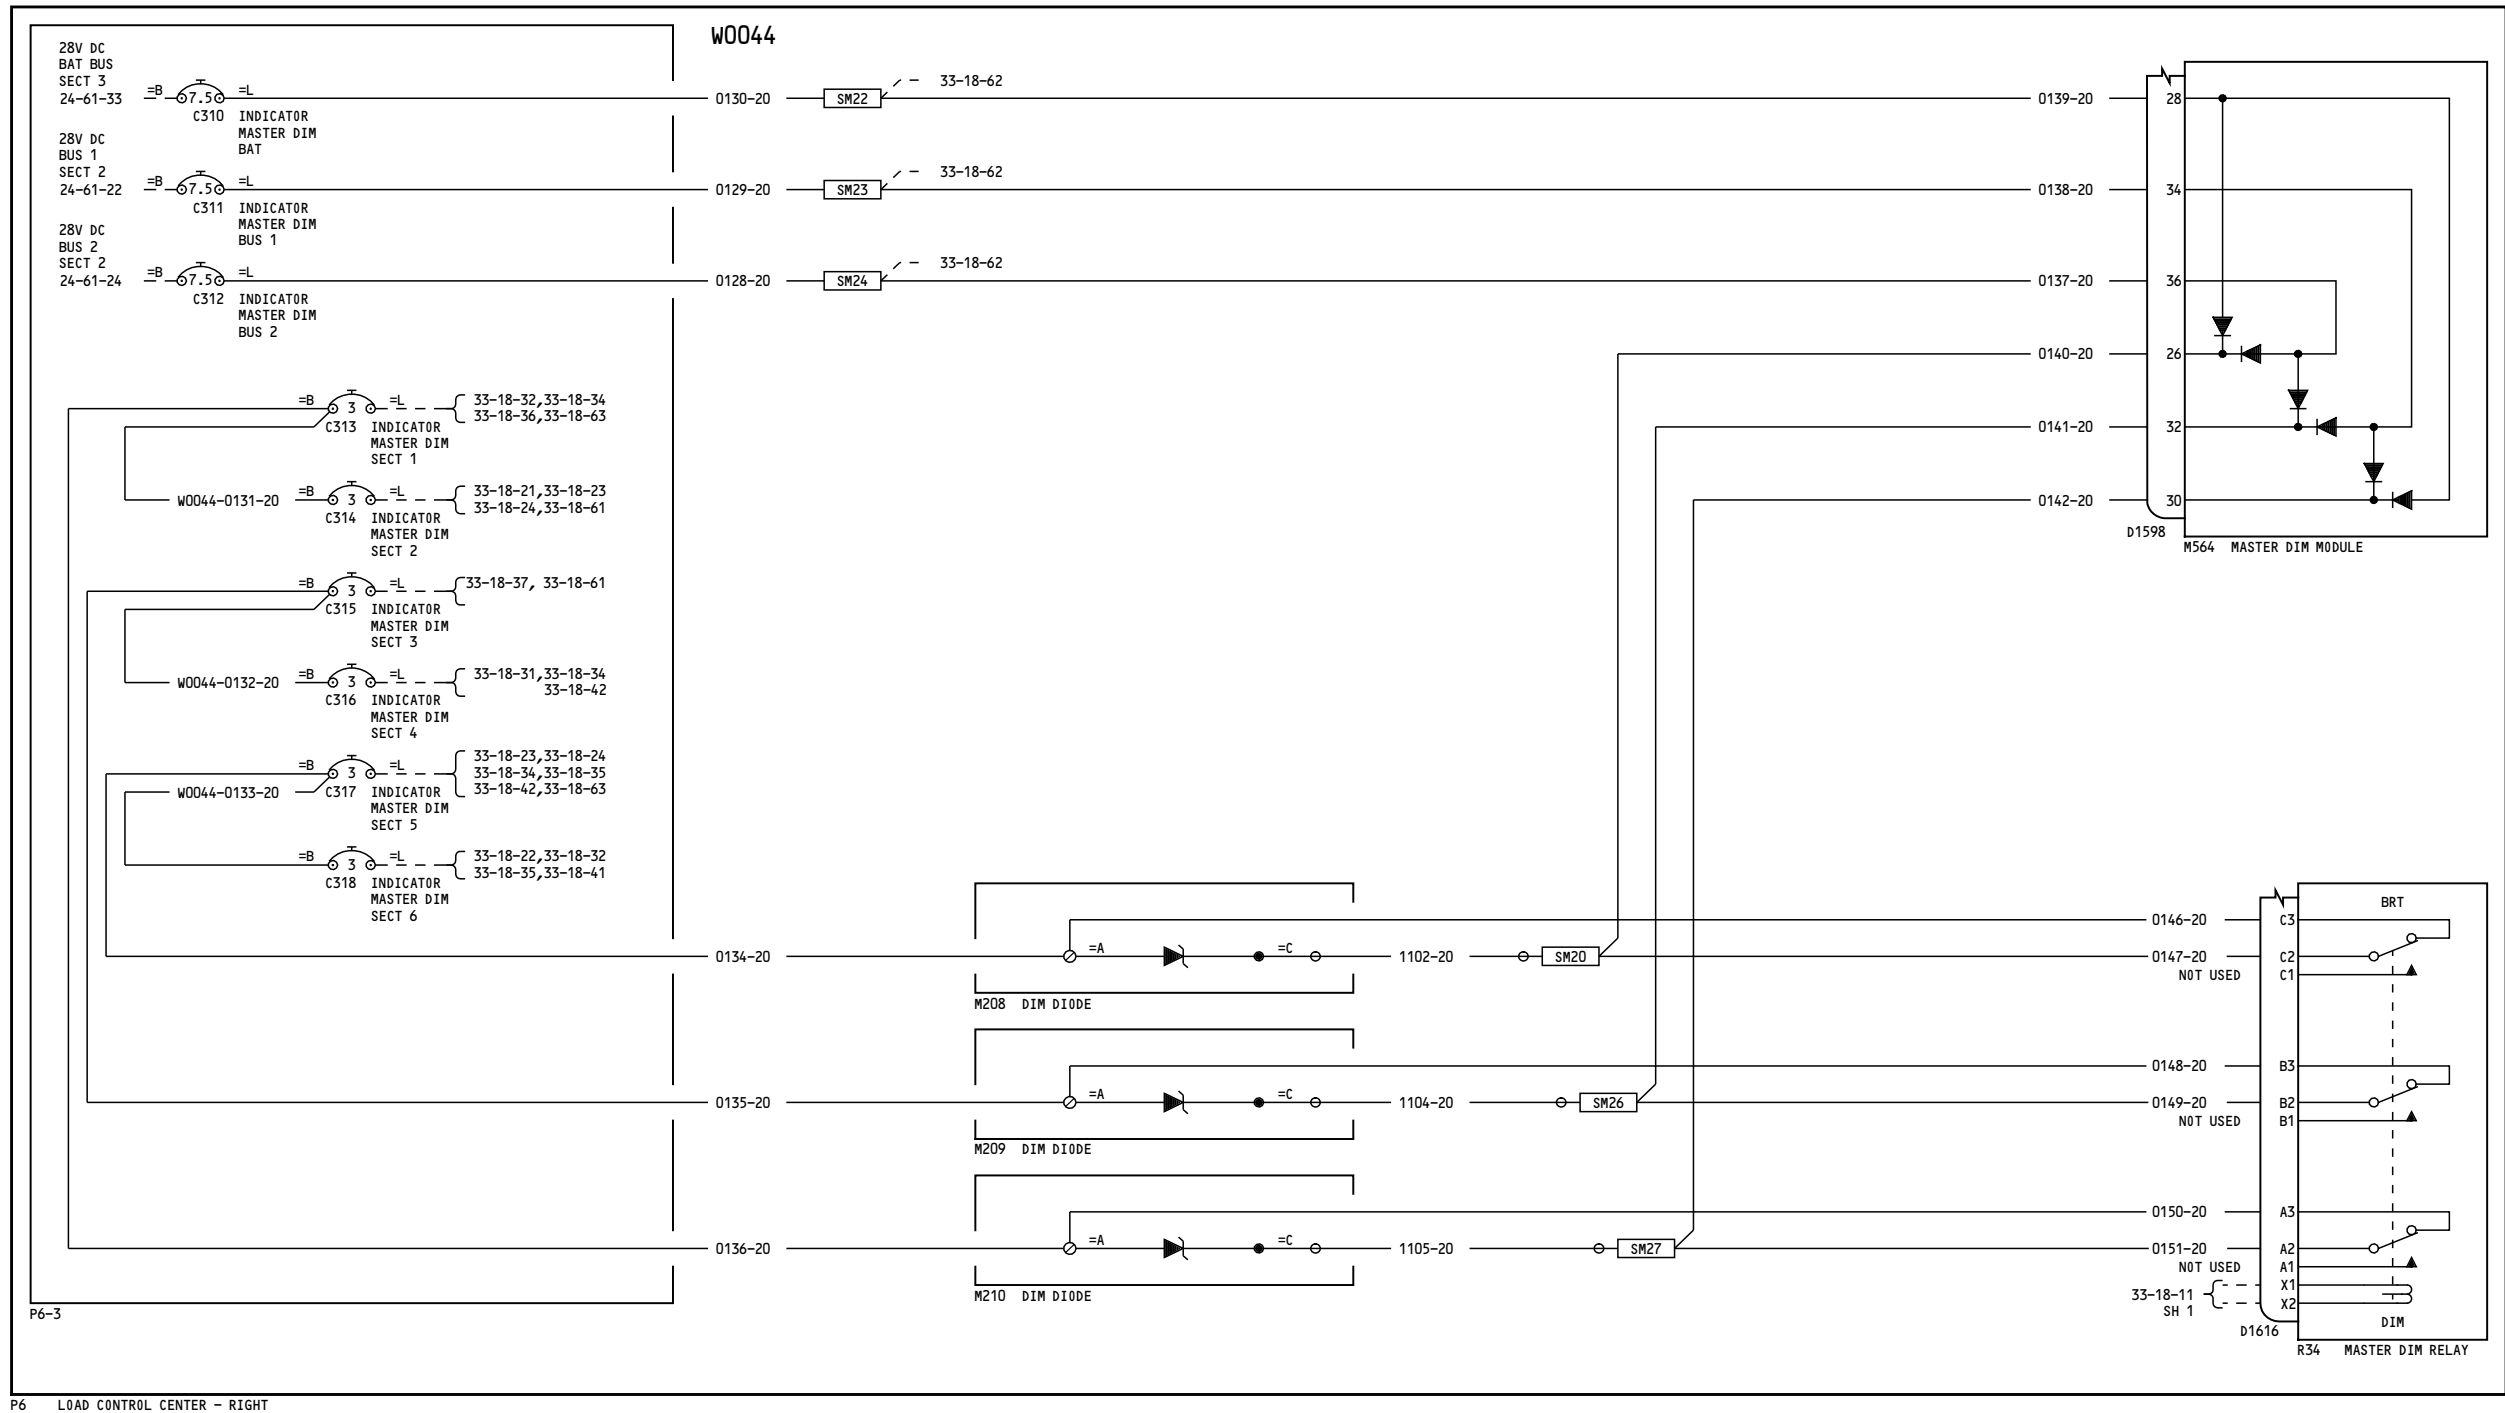 W0044
28V DC
BAT BUS
SECT 3
24-61-33
=B
7.5
=L
C310
INDICATOR
MASTER DIM
BAT
0130-20
SM22
33-18-62
0139-20
28
28V DC
BUS 1
SECT 2
24-61-22
=B
7.5
=L
C311
INDICATOR
MASTER DIM
BUS 1
0129-20
SM23
33-18-62
0138-20
34
28V DC
BUS 2
SECT 2
24-61-24
=B
7.5
=L
C312
INDICATOR
MASTER DIM
BUS 2
0128-20
SM24
33-18-62
0137-20
36
0140-20
26
0141-20
32
0142-20
30
D1598
M564 MASTER DIM MODULE
=B
3
=L
33-18-32,33-18-34
33-18-36,33-18-63
C313
INDICATOR
MASTER DIM
SECT 1
W0044-0131-20
=B
3
=L
33-18-21,33-18-23
33-18-24,33-18-61
C314
INDICATOR
MASTER DIM
SECT 2
=B
3
=L
33-18-37, 33-18-61
C315
INDICATOR
MASTER DIM
SECT 3
W0044-0132-20
=B
3
=L
33-18-31,33-18-34
33-18-42
C316
INDICATOR
MASTER DIM
SECT 4
=B
3
=L
33-18-23,33-18-24
33-18-34,33-18-35
33-18-42,33-18-63
W0044-0133-20
C317
INDICATOR
MASTER DIM
SECT 5
=B
3
=L
33-18-22,33-18-32
33-18-35,33-18-41
C318
INDICATOR
MASTER DIM
SECT 6
0134-20
=A
=C
1102-20
SM20
M208 DIM DIODE
0135-20
=A
=C
1104-20
SM26
M209 DIM DIODE
0136-20
=A
=C
1105-20
SM27
M210 DIM DIODE
BRT
0146-20
C3
0147-20
C2
NOT USED
C1
0148-20
B3
0149-20
B2
NOT USED
B1
0150-20
A3
0151-20
A2
NOT USED
A1
33-18-11
SH 1
X1
X2
DIM
D1616
R34 MASTER DIM RELAY
P6-3
P6 LOAD CONTROL CENTER - RIGHT